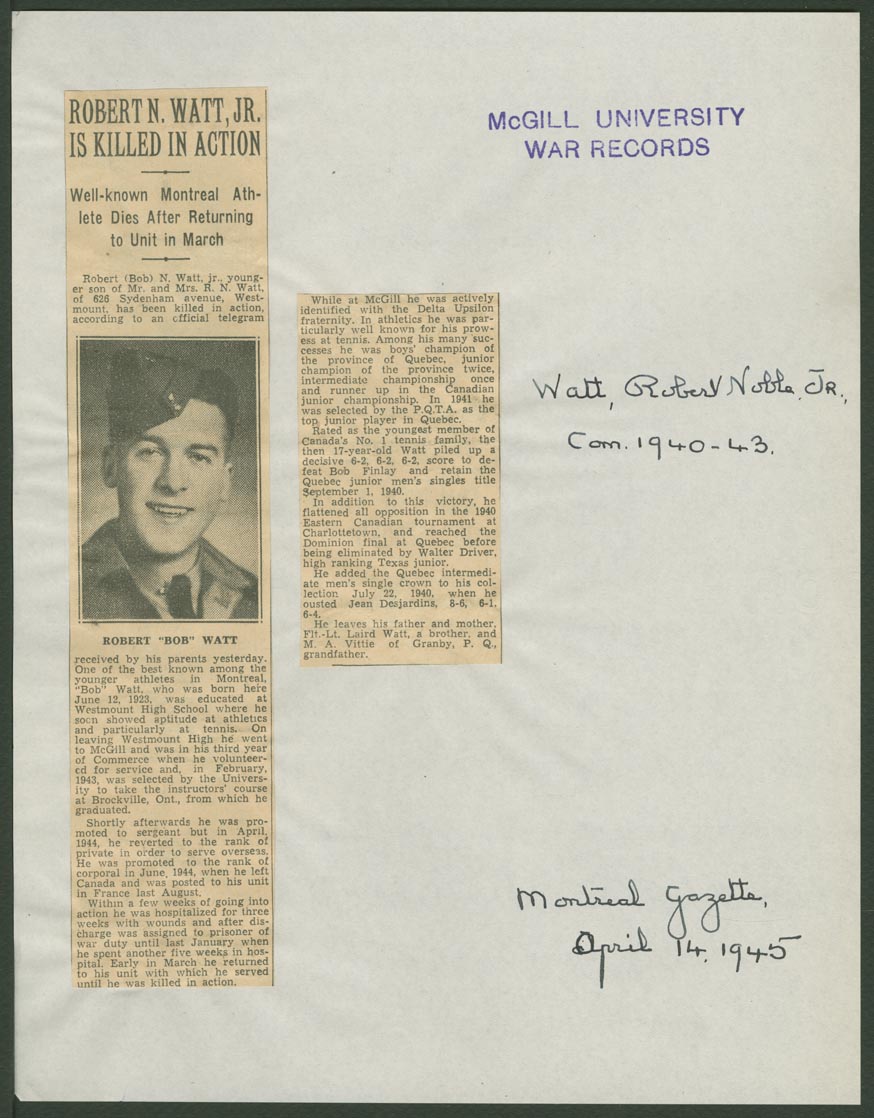 ROBERT N. WATT, JR.
IS KILLED IN ACTION
Well-known Montreal Ath-
lete Dies After Returning
to Unit in March
Robert (Bob) N. Watt, jr., young-
er son of Mr. and Mrs. R. N. Watt,
of 626 Sydenham avenue, West-
mount, has been killed in action,
according to an official telegram
ROBERT "BOB" WATT
received by his parents yesterday.
One of the best known among the
younger athletes in Montreal,
"Bob" Watt, who was born here
June 12, 1923, was educated at
Westmount High School where he
soon showed aptitude at athletics
and particularly at tennis. On
leaving Westmount High he went
to McGill and was in his third year
of Commerce when he volunteer-
ed for service and, in February,
1943, was selected by the Univers-
ity to take the instructors' course
at Brockville, Ont., from which he
graduated.
Shortly afterwards he was pro-
moted to sergeant but in April,
1944, he reverted to the rank of
private in order to serve overseas.
He was promoted to the rank of
corporal in June, 1944, when he left
Canada and was posted to his unit
in France last August.
Within a few weeks of going into
action he was hospitalized for three
weeks with wounds and after dis-
charge was assigned to prisoner of
war duty until last January when
he spent another five weeks in hos-
pital. Early in March he returned
to his unit with which he served
until he was killed in action.
While at McGill he was actively
identified with the Delta Upsilon
fraternity. In athletics he was par-
ticularly well known for his prow-
ess at tennis. Among his many suc-
cesses he was boys' champion of
the province of Quebec, junior
champion of the province twice,
intermediate championship once
and runner up in the Canadian
junior championship. In 1941 he
was selected by the P.Q.T.A. as the
top junior player in Quebec.
Rated as the youngest member of
Canada's No. 1 tennis family, the
then 17-year-old Watt piled up a
decisive 6-2, 6-2, 6-2, score to de-
feat Bob Finlay and retain the
Quebec junior men's singles title
September 1, 1940.
In addition to this victory, he
flattened all opposition in the 1940
Eastern Canadian tournament at
Charlottetown, and reached the
Dominion final at Quebec before
being eliminated by Walter Driver,
high ranking Texas junior.
He added the Quebec intermedi-
ate men's single crown to his col-
lection July 22, 1940, when he
ousted Jean Desjardins, 8-6, 6-1,
6-4.
He leaves his father and mother,
Flt.-Lt. Laird Watt, a brother, and
M. A. Vittie of Granby, P. Q.,
grandfather.
McGILL UNIVERSITY
WAR RECORDS
Watt, Robert Noble, Jr.,
Com. 1940-43.
Montreal Gazette,
April 14, 1945